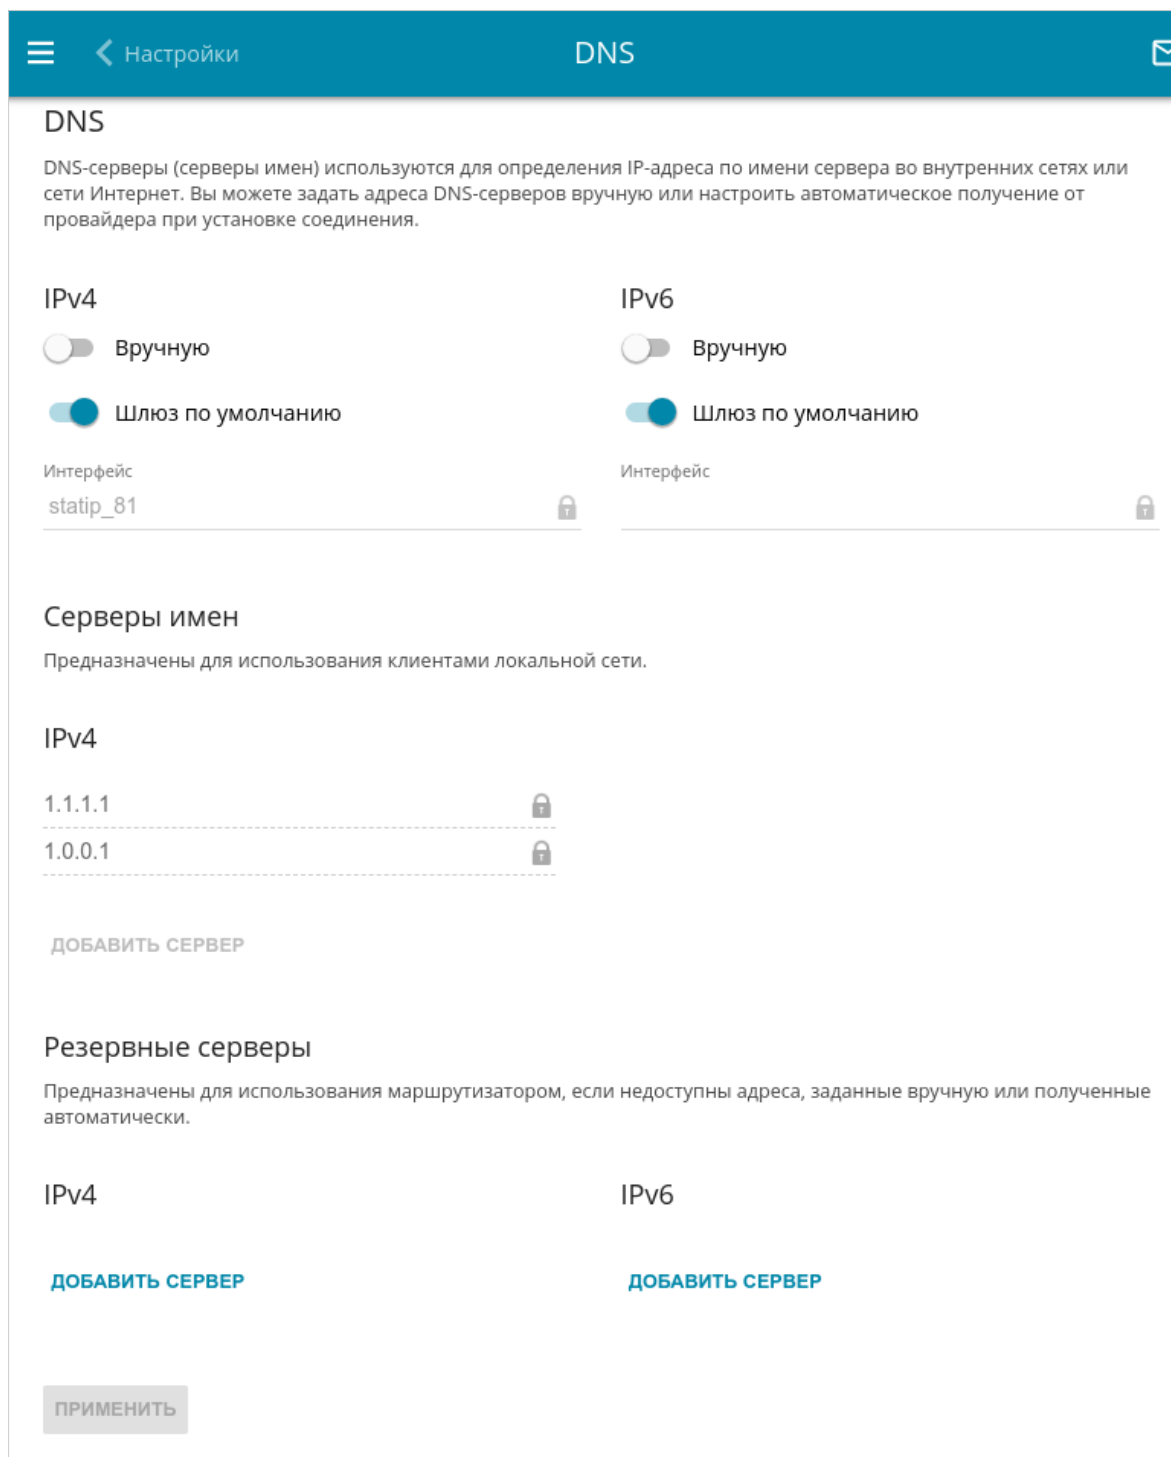 Настройки
DNS
DNS
DNS-серверы (серверы имен) используются для определения IP-адреса по имени сервера во внутренних сетях или
сети Интернет. Вы можете задать адреса DNS-серверов вручную или настроить автоматическое получение от
провайдера при установке соединения.
IPv4
Вручную
Шлюз по умолчанию
Интерфейс
statip_81
IPv6
Вручную
Шлюз по умолчанию
Интерфейс
Серверы имен
Предназначены для использования клиентами локальной сети.
IPv4
1.1.1.1
1.0.0.1
ДОБАВИТЬ СЕРВЕР
Резервные серверы
Предназначены для использования маршрутизатором, если недоступны адреса, заданные вручную или полученные
автоматически.
IPv4
ДОБАВИТЬ СЕРВЕР
IPv6
ДОБАВИТЬ СЕРВЕР
ПРИМЕНИТЬ